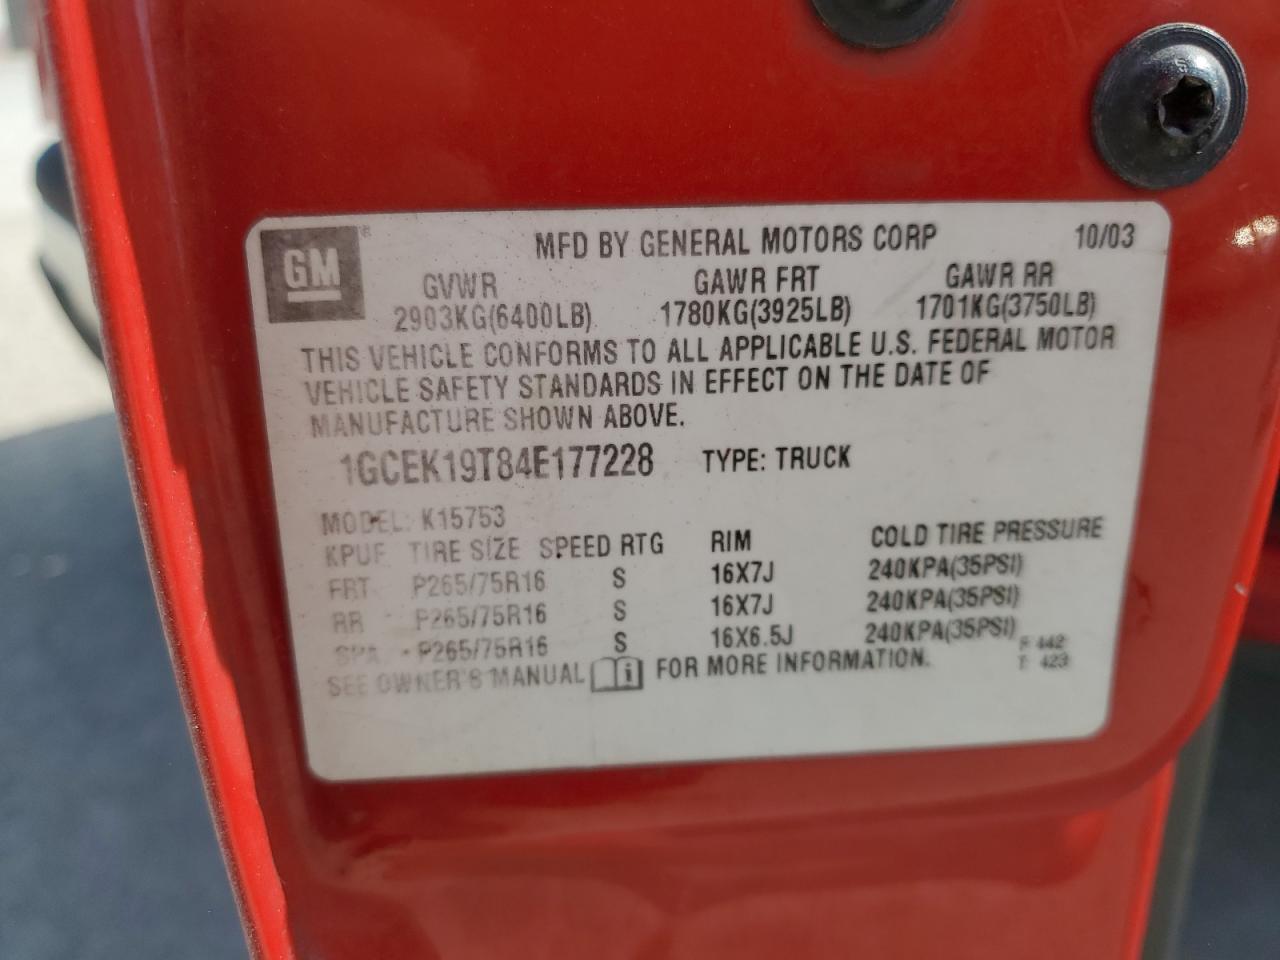 GM ® MFD BY GENERAL MOTORS CORP 10/03
GVWR GAWR FRT GAWR RR
2903KG(6400LB) 1780KG(3925LB) 1701KG(3750LB)
THIS VEHICLE CONFORMS TO ALL APPLICABLE U.S. FEDERAL MOTOR
VEHICLE SAFETY STANDARDS IN EFFECT ON THE DATE OF
MANUFACTURE SHOWN ABOVE.
1GCEK19T84E177228 TYPE: TRUCK
MODEL: K15753
KPUF TIRE SIZE SPEED RTG RIM COLD TIRE PRESSURE
FRT P265/75R16 S 16X7J 240KPA(35PSI)
RR P265/75R16 S 16X7J 240KPA(35PSI)
SPA P265/75R16 S 16X6.5J 240KPA(35PSI)
SEE OWNER'S MANUAL i FOR MORE INFORMATION.
F 442
T 423